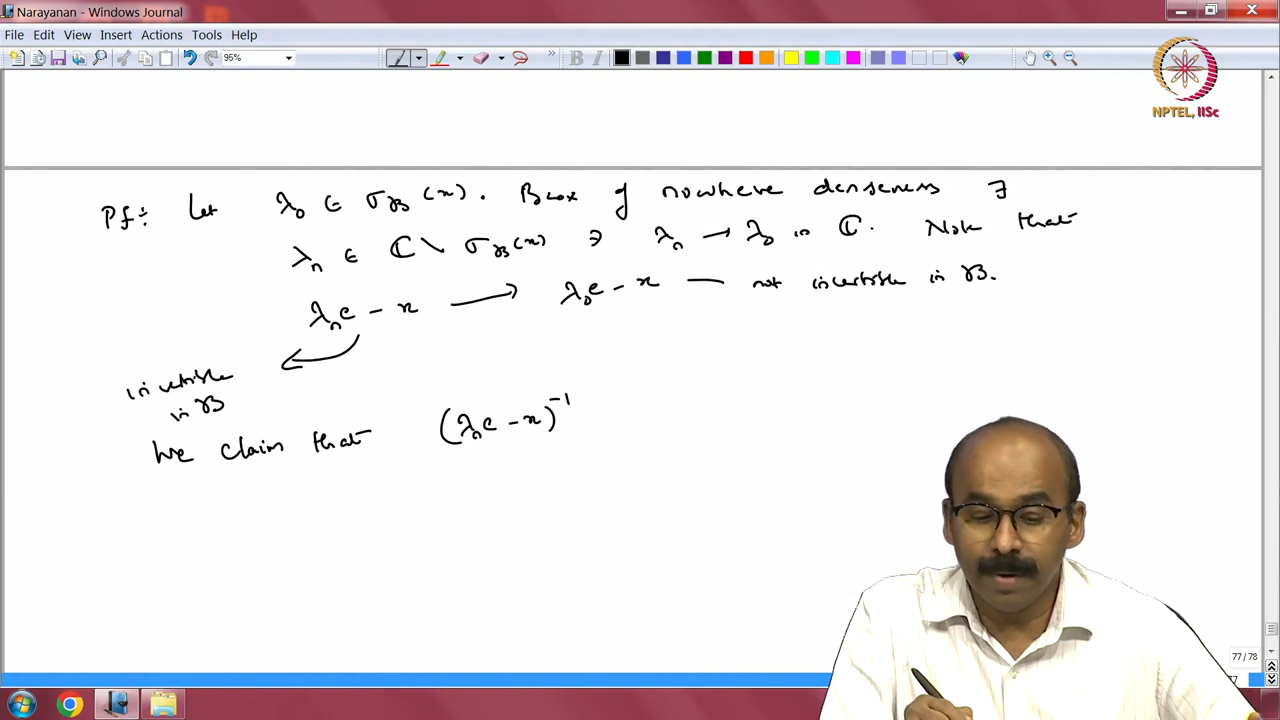 Narayanan - Windows Journal
File Edit View Insert Actions Tools Help
95%
B I
NPTEL, IISc
Pf:- Let λ₀ ∈ σ_𝔅(x). Bcox of nowhere denseness ∃
λₙ ∈ ℂ \ σ_𝔅(x) ∋ λₙ → λ₀ in ℂ. Note that
λₙe - x ⟶ λ₀e - x — not invertible in 𝔅.
invertible
in 𝔅
We claim that (λₙe - x)⁻¹
77 / 78